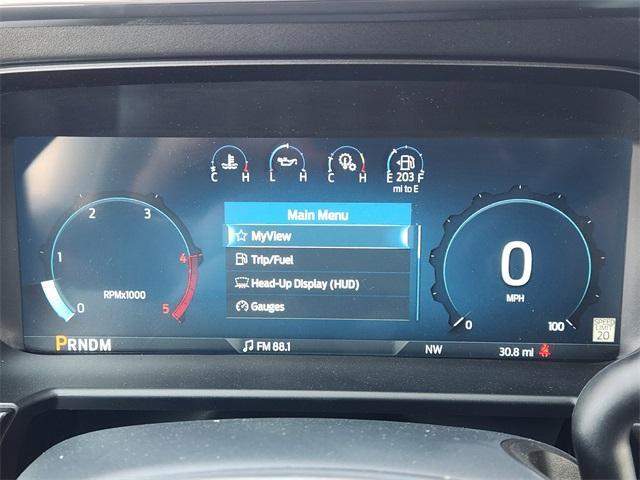 C H L H C H E 203 F
mi to E
Main Menu
MyView
Trip/Fuel
Head-Up Display (HUD)
Gauges
0 1 2 3 4 5
RPMx1000
0
MPH
0 100
SPEED
LIMIT
20
PRNDM
FM 88.1
NW
30.8 mi